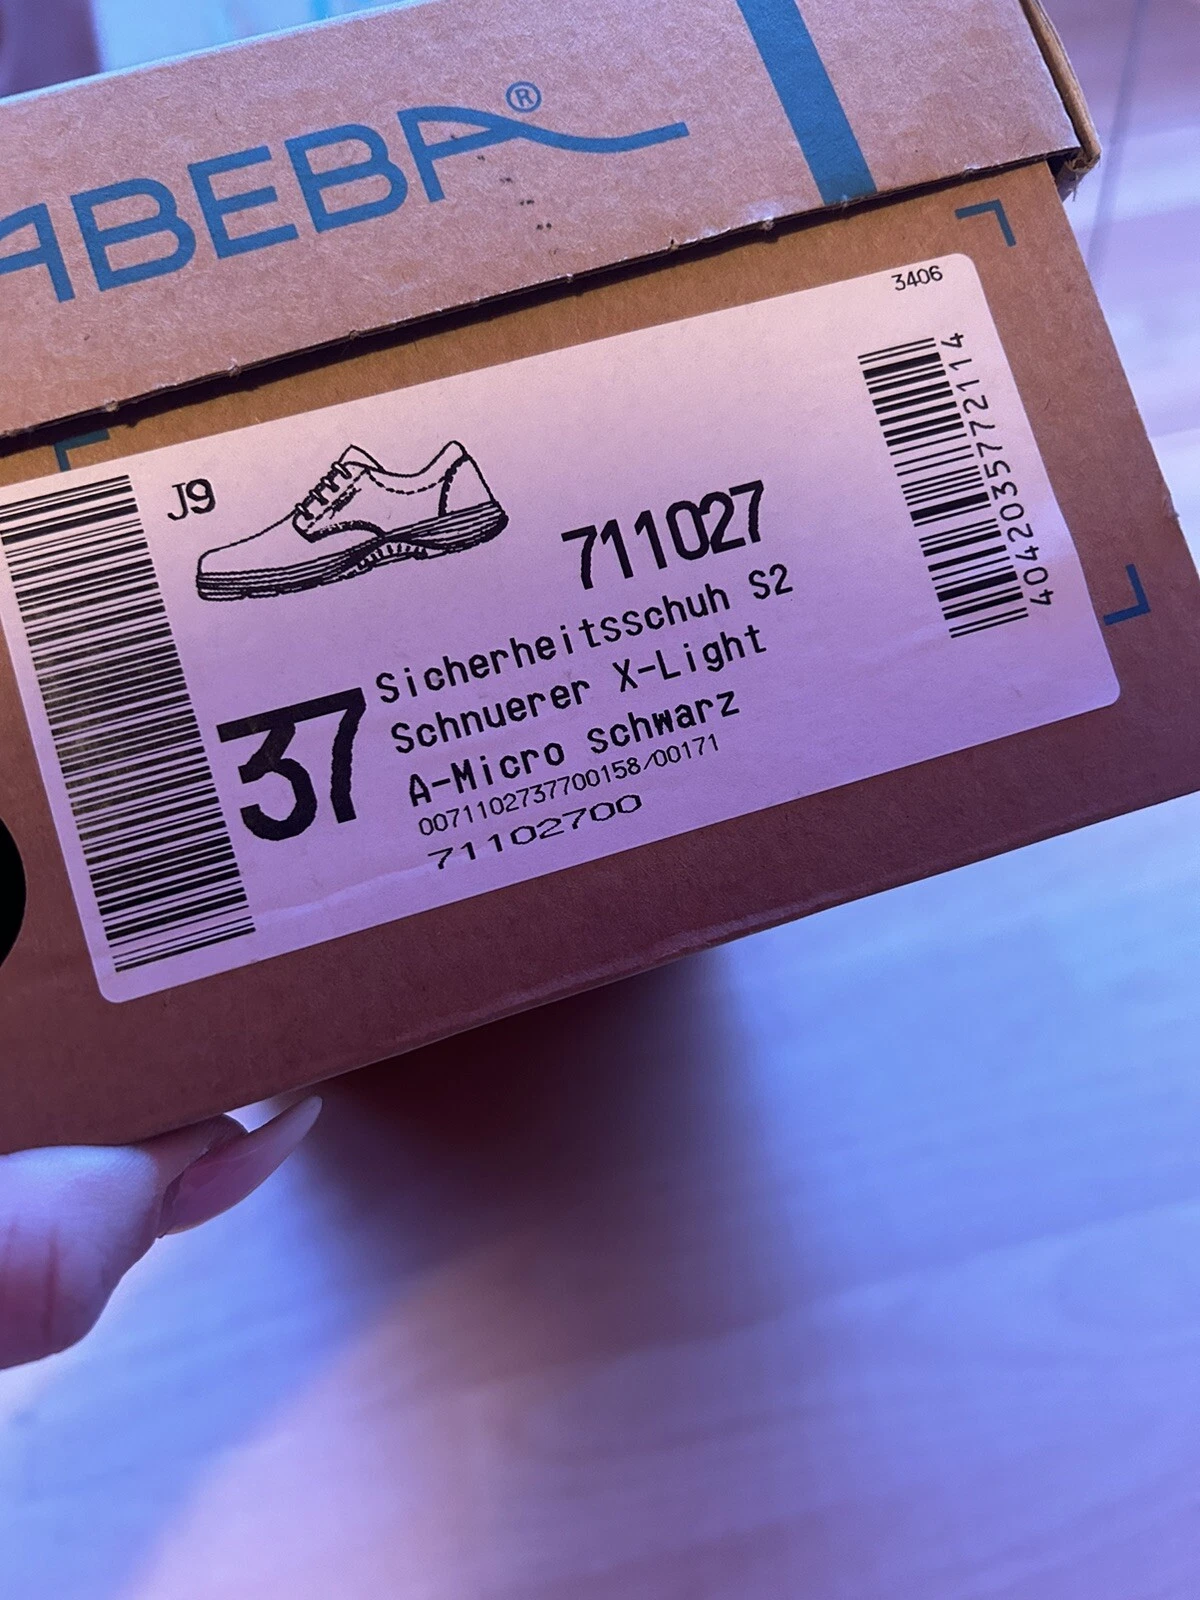 ABEBA®
3406
J9
711027
4042035772114
37
Sicherheitsschuh S2
Schnuerer X-Light
A-Micro schwarz
0071102737700158/00171
71102700